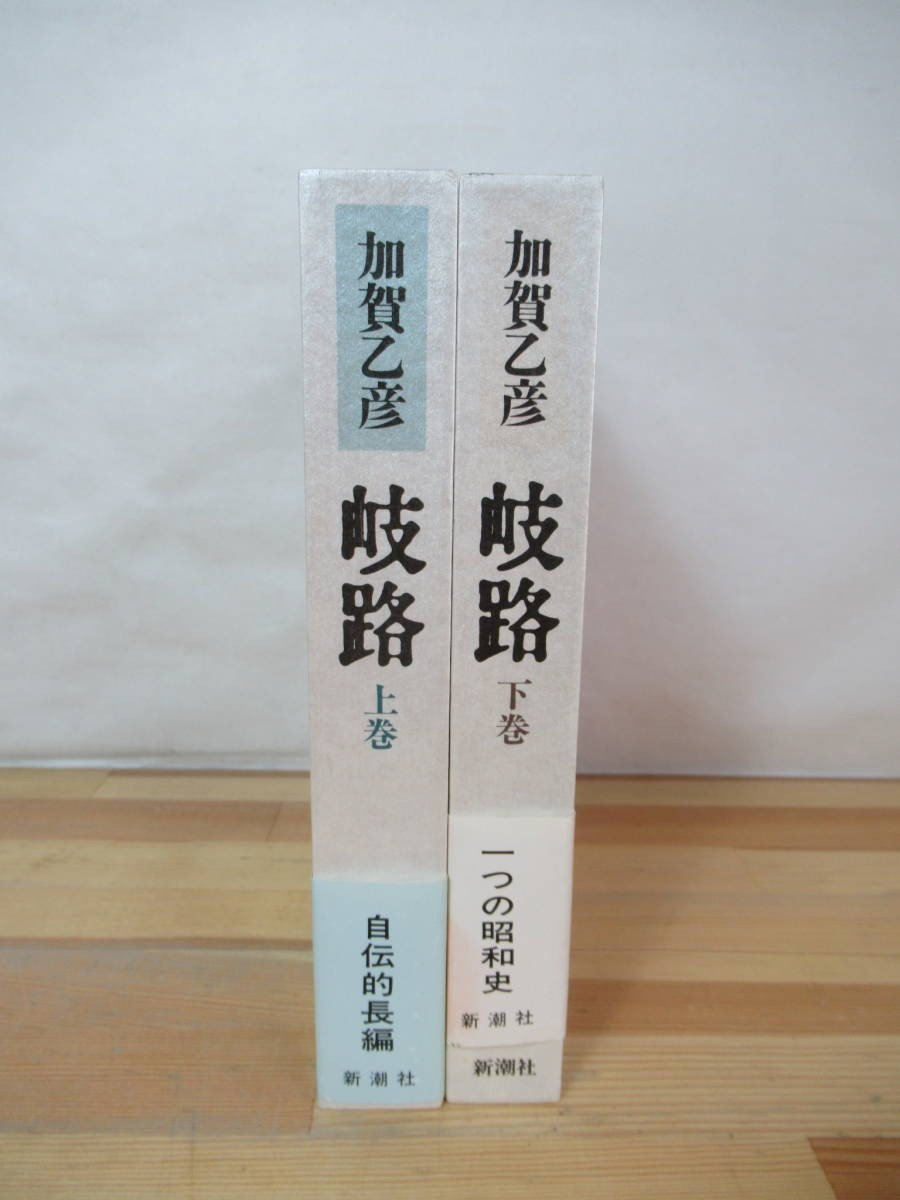 加賀乙彦
岐路
上巻
自伝的長編
新潮社
加賀乙彦
岐路
下巻
一つの昭和史
新潮社
新潮社